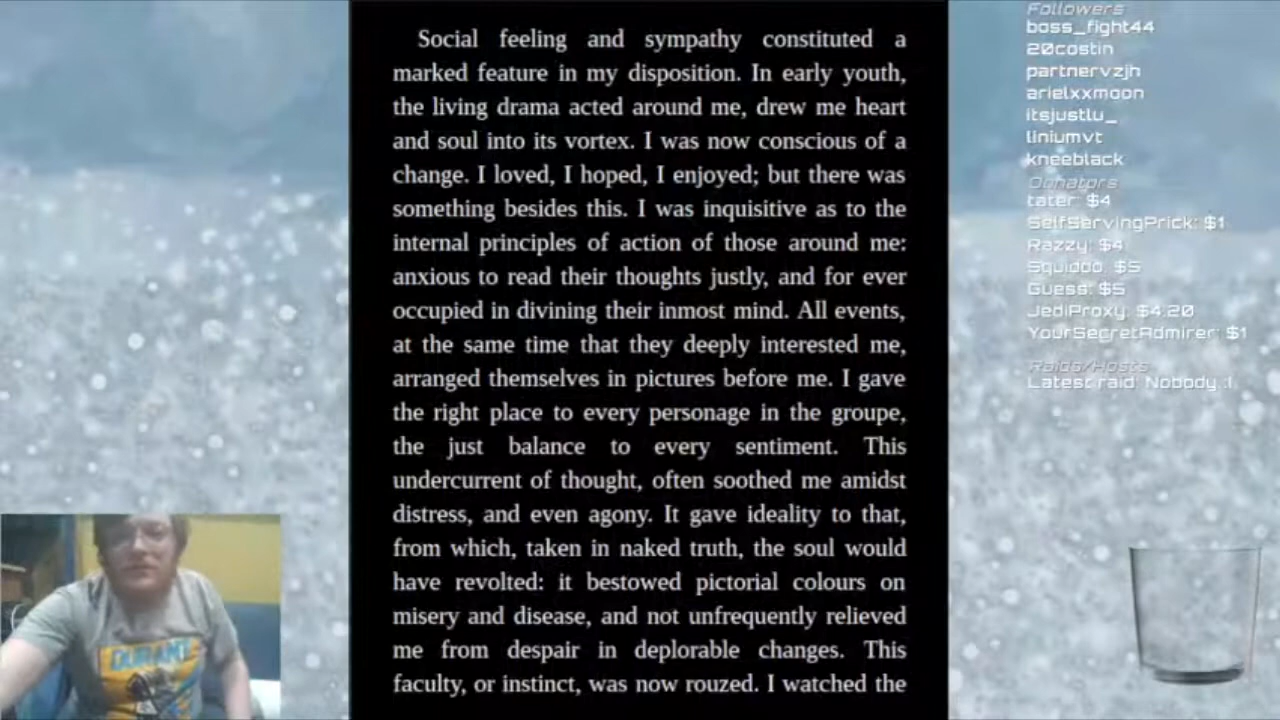 Social feeling and sympathy constituted a
marked feature in my disposition. In early youth,
the living drama acted around me, drew me heart
and soul into its vortex. I was now conscious of a
change. I loved, I hoped, I enjoyed; but there was
something besides this. I was inquisitive as to the
internal principles of action of those around me:
anxious to read their thoughts justly, and for ever
occupied in divining their inmost mind. All events,
at the same time that they deeply interested me,
arranged themselves in pictures before me. I gave
the right place to every personage in the groupe,
the just balance to every sentiment. This
undercurrent of thought, often soothed me amidst
distress, and even agony. It gave ideality to that,
from which, taken in naked truth, the soul would
have revolted: it bestowed pictorial colours on
misery and disease, and not unfrequently relieved
me from despair in deplorable changes. This
faculty, or instinct, was now rouzed. I watched the
Followers
boss_fight44
20costin
partnervzjh
arielxxmoon
itsjustlu_
liniumvt
kneeblack
Donators
tater: $4
SelfServingPrick: $1
Razzy: $4
Squiddo: $5
Guess: $5
JediProxy: $4.20
YourSecretAdmirer: $1
Raids/Hosts
Latest raid: Nobody :(
DURANT